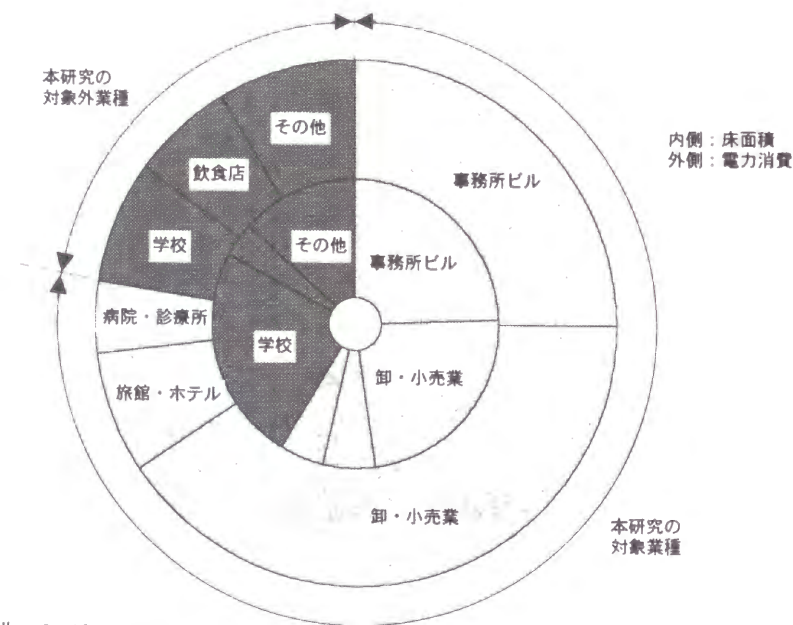 本研究の
対象外業種
内側：床面積
外側：電力消費
その他
飲食店
学校
病院・診療所
旅館・ホテル
事務所ビル
卸・小売業
その他
学校
事務所ビル
卸・小売業
本研究の
対象業種